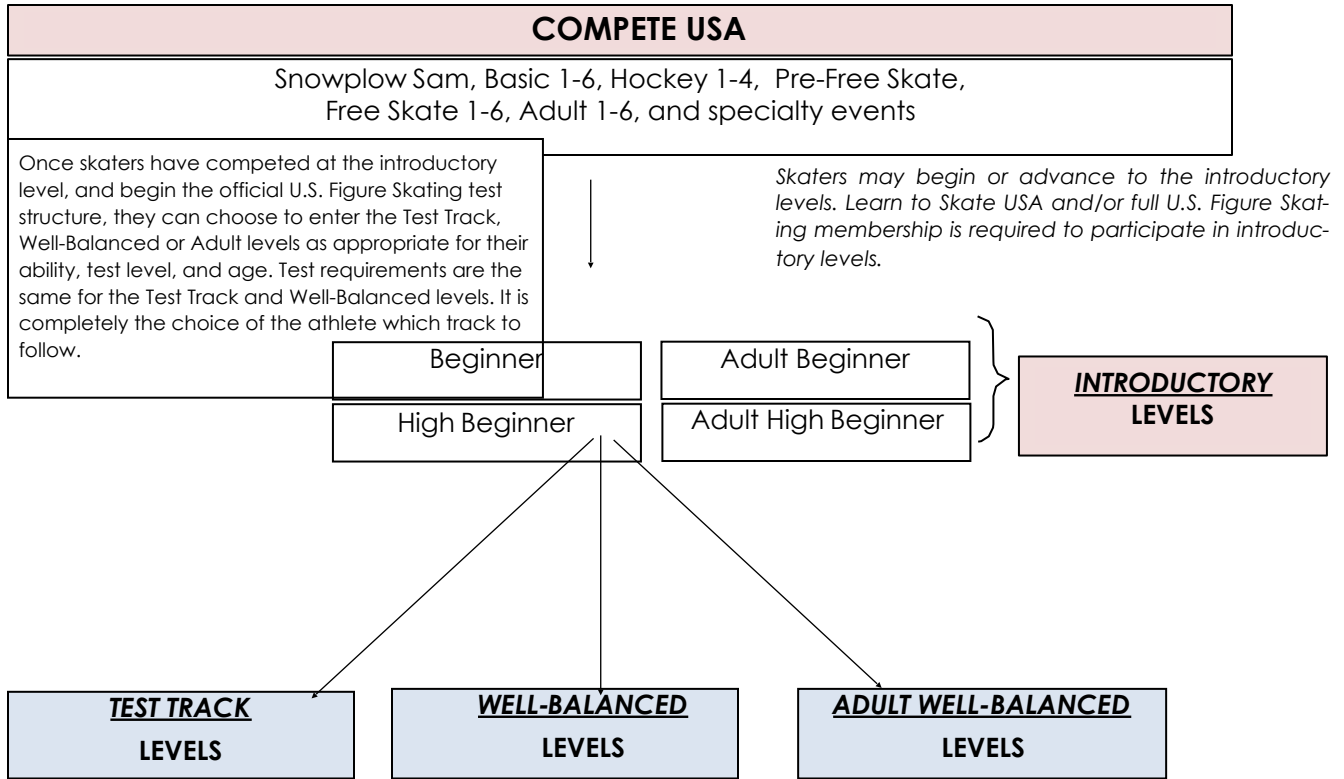 COMPETE USA
Snowplow Sam, Basic 1-6, Hockey 1-4, Pre-Free Skate,
Free Skate 1-6, Adult 1-6, and specialty events
Once skaters have competed at the introductory
level, and begin the official U.S. Figure Skating test
structure, they can choose to enter the Test Track,
Well-Balanced or Adult levels as appropriate for their
ability, test level, and age. Test requirements are the
same for the Test Track and Well-Balanced levels. It is
completely the choice of the athlete which track to
follow.
Skaters may begin or advance to the introductory
levels. Learn to Skate USA and/or full U.S. Figure Skat-
ing membership is required to participate in introduc-
tory levels.
Beginner
Adult Beginner
High Beginner
Adult High Beginner
INTRODUCTORY
LEVELS
TEST TRACK
LEVELS
WELL-BALANCED
LEVELS
ADULT WELL-BALANCED
LEVELS